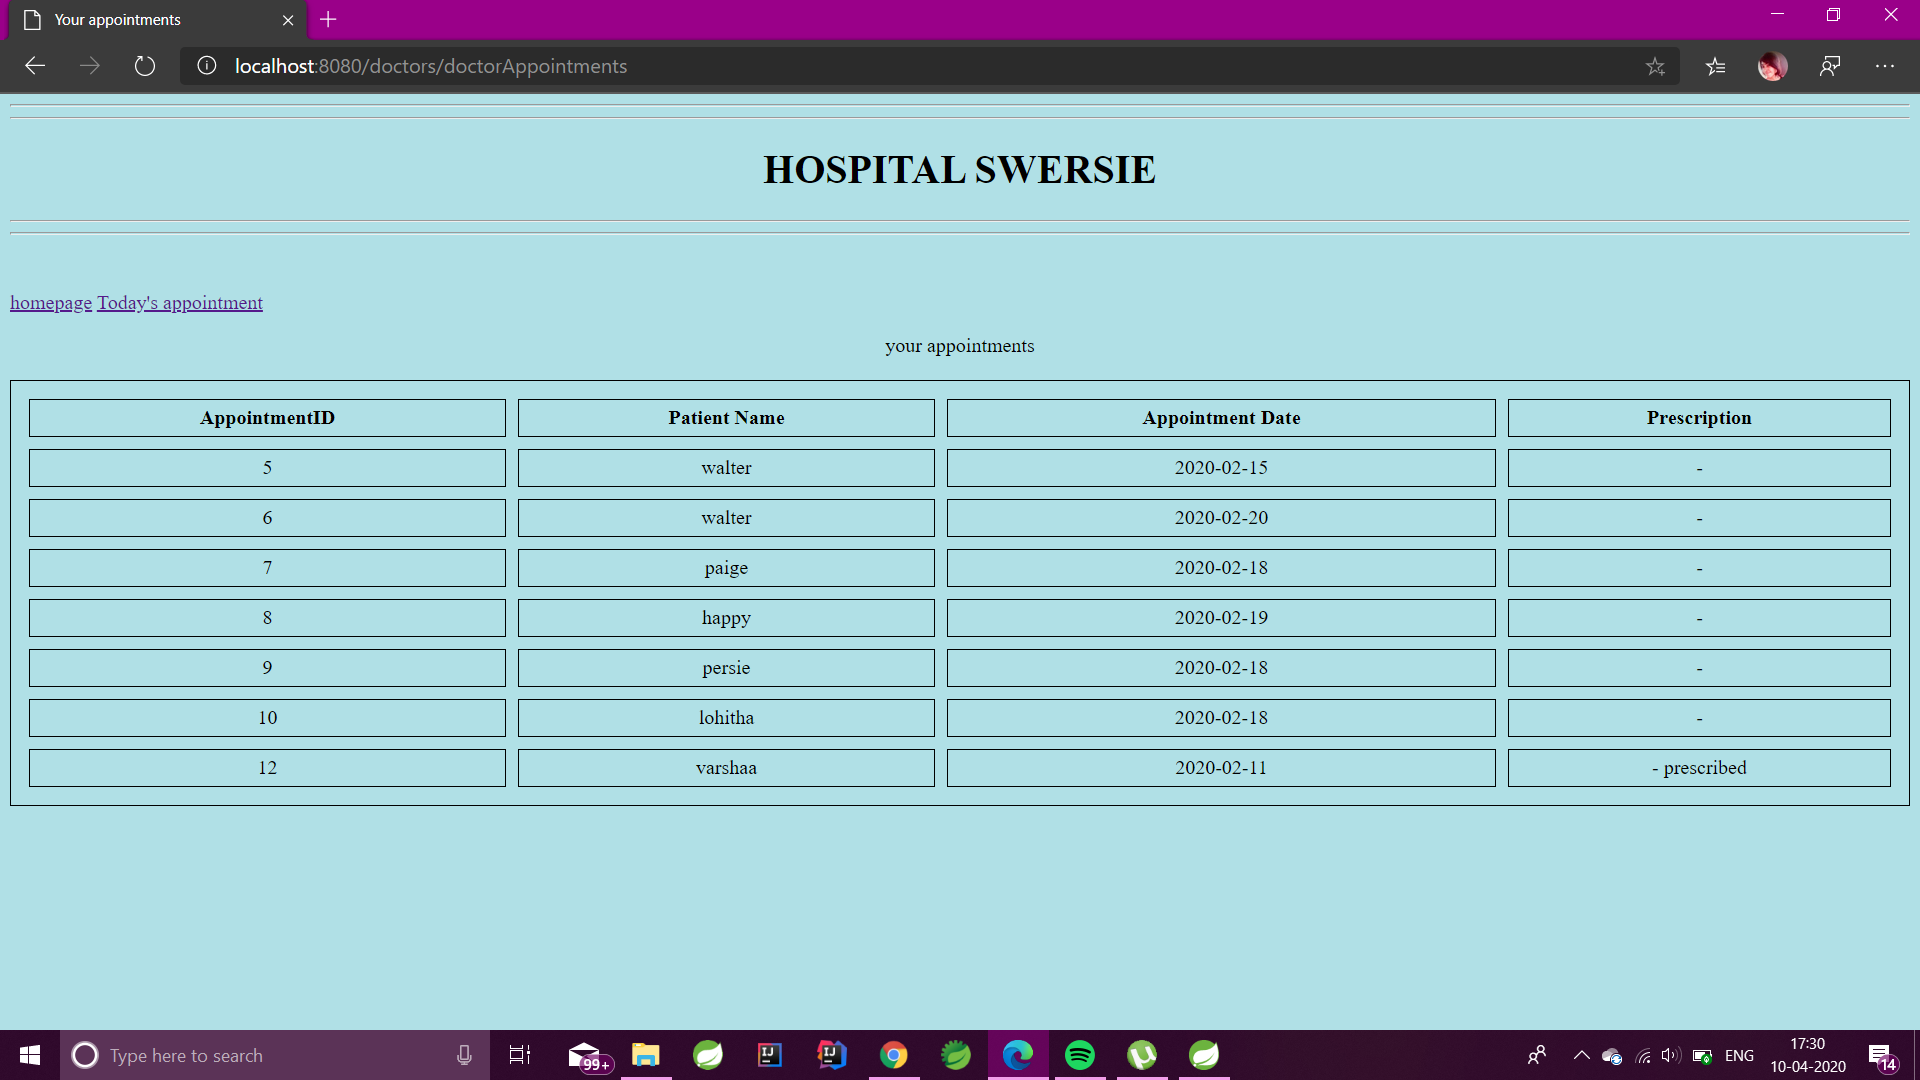 Your appointments
localhost:8080/doctors/doctorAppointments
HOSPITAL SWERSIE
homepage Today's appointment
your appointments
AppointmentID Patient Name Appointment Date Prescription
5 walter 2020-02-15 -
6 walter 2020-02-20 -
7 paige 2020-02-18 -
8 happy 2020-02-19 -
9 persie 2020-02-18 -
10 lohitha 2020-02-18 -
12 varshaa 2020-02-11 - prescribed
Type here to search
99+
IJ
IJ
ENG
17:30
10-04-2020
14